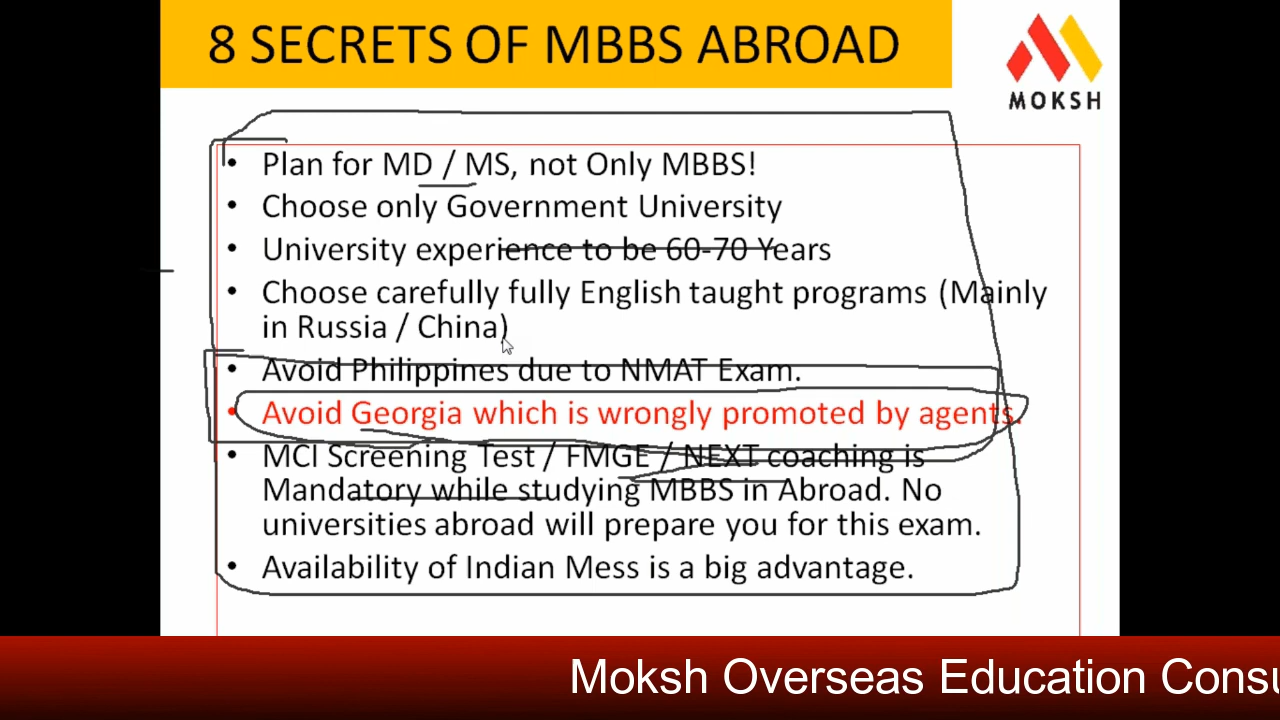 8 SECRETS OF MBBS ABROAD
MOKSH
• Plan for MD / MS, not Only MBBS!
• Choose only Government University
• University experience to be 60-70 Years
• Choose carefully fully English taught programs (Mainly
in Russia / China)
• Avoid Philippines due to NMAT Exam.
• Avoid Georgia which is wrongly promoted by agents.
• MCI Screening Test / FMGE / NEXT coaching is
Mandatory while studying MBBS in Abroad. No
universities abroad will prepare you for this exam.
• Availability of Indian Mess is a big advantage.
Moksh Overseas Education Consu